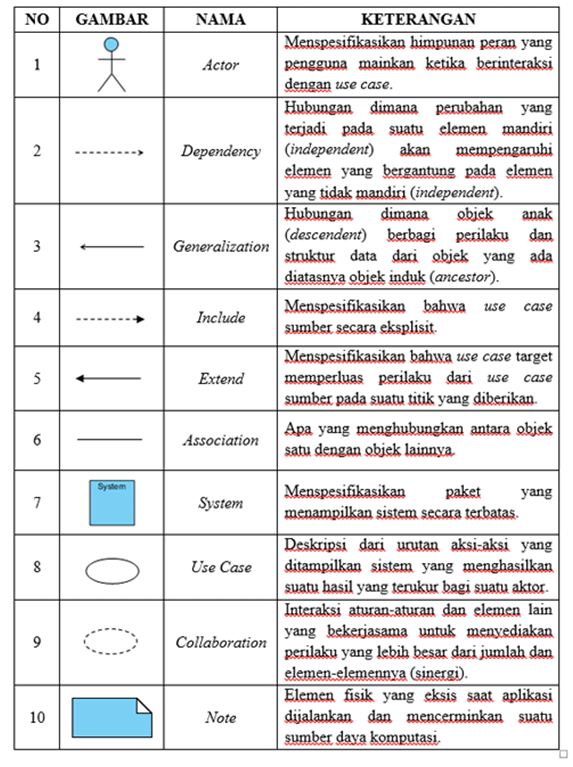 NO GAMBAR NAMA KETERANGAN
1 Actor
Menspesifikasikan himpunan peran yang
pengguna mainkan ketika berinteraksi
dengan use case.
2 Dependency
Hubungan dimana perubahan yang
terjadi pada suatu elemen mandiri
(independent) akan mempengaruhi
elemen yang bergantung pada elemen
yang tidak mandiri (independent).
3 Generalization
Hubungan dimana objek anak
(descendent) berbagi perilaku dan
struktur data dari objek yang ada
diatasnya objek induk (ancestor).
4 Include
Menspesifikasikan bahwa use case
sumber secara eksplisit.
5 Extend
Menspesifikasikan bahwa use case target
memperluas perilaku dari use case
sumber pada suatu titik yang diberikan.
6 Association
Apa yang menghubungkan antara objek
satu dengan objek lainnya.
7 System System
Menspesifikasikan paket yang
menampilkan sistem secara terbatas.
8 Use Case
Deskripsi dari urutan aksi-aksi yang
ditampilkan sistem yang menghasilkan
suatu hasil yang terukur bagi suatu aktor.
9 Collaboration
Interaksi aturan-aturan dan elemen lain
yang bekerjasama untuk menyediakan
perilaku yang lebih besar dari jumlah dan
elemen-elemennya (sinergi).
10 Note
Elemen fisik yang eksis saat aplikasi
dijalankan dan mencerminkan suatu
sumber daya komputasi.